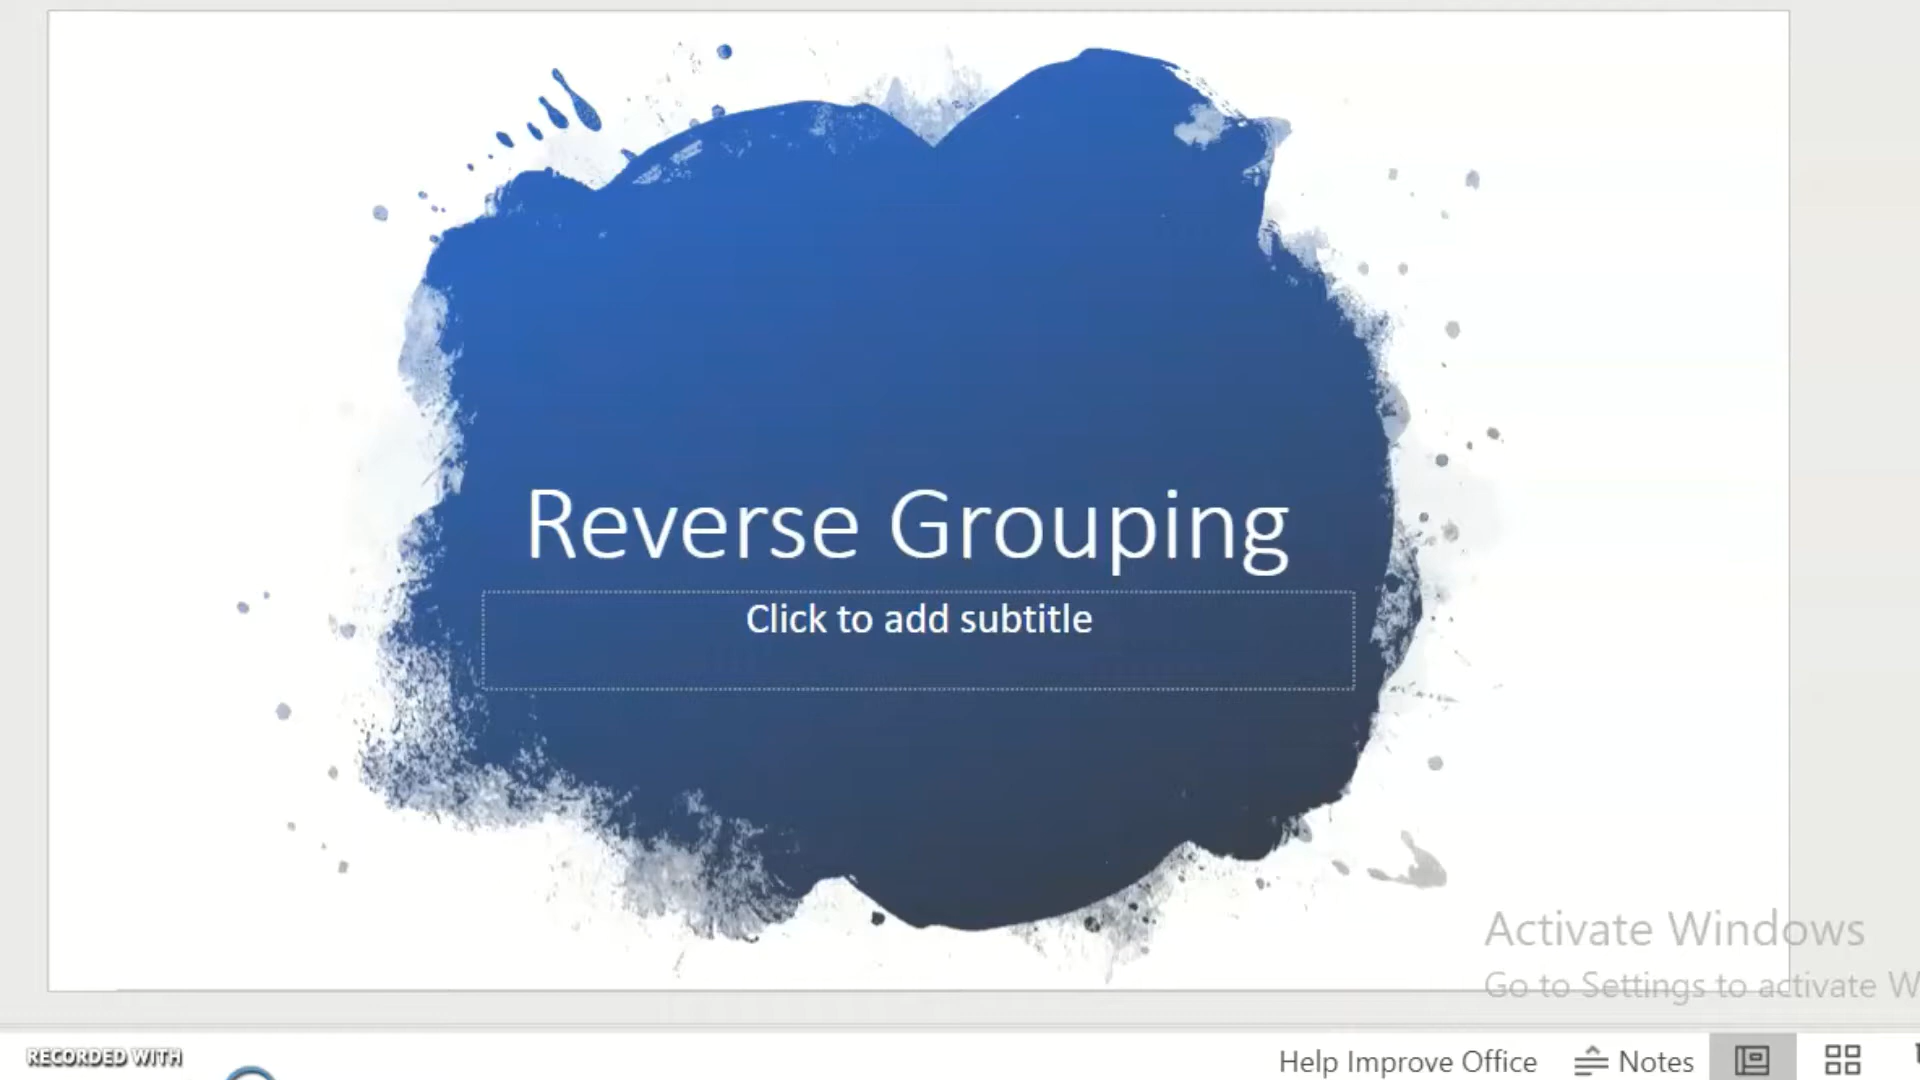 Reverse Grouping
Click to add subtitle
Activate Windows
Go to Settings to activate W
RECORDED WITH
Help Improve Office
Notes